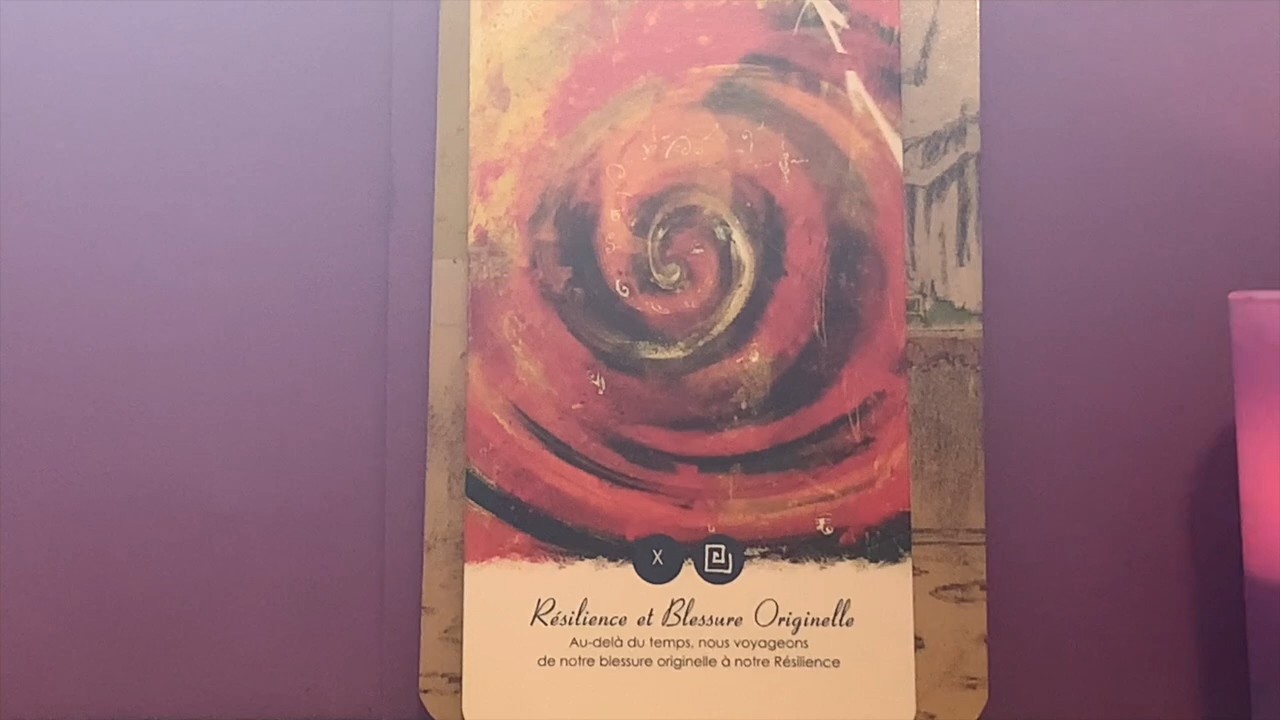 X
Résilience et Blessure Originelle
Au-delà du temps, nous voyageons
de notre blessure originelle à notre Résilience